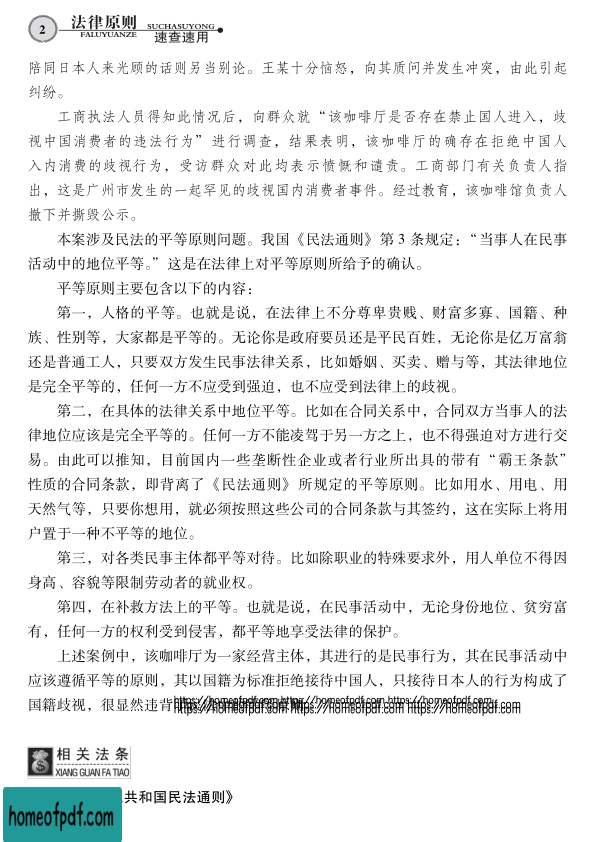 2
法律原则
FALUYUANZE
SUCHASUYONG
速查速用
陪同日本人来光顾的话则另当别论。王某十分恼怒，向其质问并发生冲突，由此引起
纠纷。
工商执法人员得知此情况后，向群众就“该咖啡厅是否存在禁止国人进入，歧
视中国消费者的违法行为”进行调查，结果表明，该咖啡厅的确存在拒绝中国人
入内消费的歧视行为，受访群众对此均表示愤慨和谴责。工商部门有关负责人指
出，这是广州市发生的一起罕见的歧视国内消费者事件。经过教育，该咖啡馆负责人
撤下并撕毁公示。
本案涉及民法的平等原则问题。我国《民法通则》第 3 条规定：“当事人在民事
活动中的地位平等。”这是在法律上对平等原则所给予的确认。
平等原则主要包含以下的内容：
第一，人格的平等。也就是说，在法律上不分尊卑贵贱、财富多寡、国籍、种
族、性别等，大家都是平等的。无论你是政府要员还是平民百姓，无论你是亿万富翁
还是普通工人，只要双方发生民事法律关系，比如婚姻、买卖、赠与等，其法律地位
是完全平等的，任何一方不应受到强迫，也不应受到法律上的歧视。
第二，在具体的法律关系中地位平等。比如在合同关系中，合同双方当事人的法
律地位应该是完全平等的。任何一方不能凌驾于另一方之上，也不得强迫对方进行交
易。由此可以推知，目前国内一些垄断性企业或者行业所出具的带有“霸王条款”
性质的合同条款，即背离了《民法通则》所规定的平等原则。比如用水、用电、用
天然气等，只要你想用，就必须按照这些公司的合同条款与其签约，这在实际上将用
户置于一种不平等的地位。
第三，对各类民事主体都平等对待。比如除职业的特殊要求外，用人单位不得因
身高、容貌等限制劳动者的就业权。
第四，在补救方法上的平等。也就是说，在民事活动中，无论身份地位、贫穷富
有，任何一方的权利受到侵害，都平等地享受法律的保护。
上述案例中，该咖啡厅为一家经营主体，其进行的是民事行为，其在民事活动中
应该遵循平等的原则，其以国籍为标准拒绝接待中国人，只接待日本人的行为构成了
国籍歧视，很显然违背
https://homeofpdf.com https://homeofpdf.com https://homeofpdf.com
https://homeofpdf.com https://homeofpdf.com https://homeofpdf.com
相关法条
XIANG GUAN FA TIAO
共和国民法通则》
homeofpdf.com